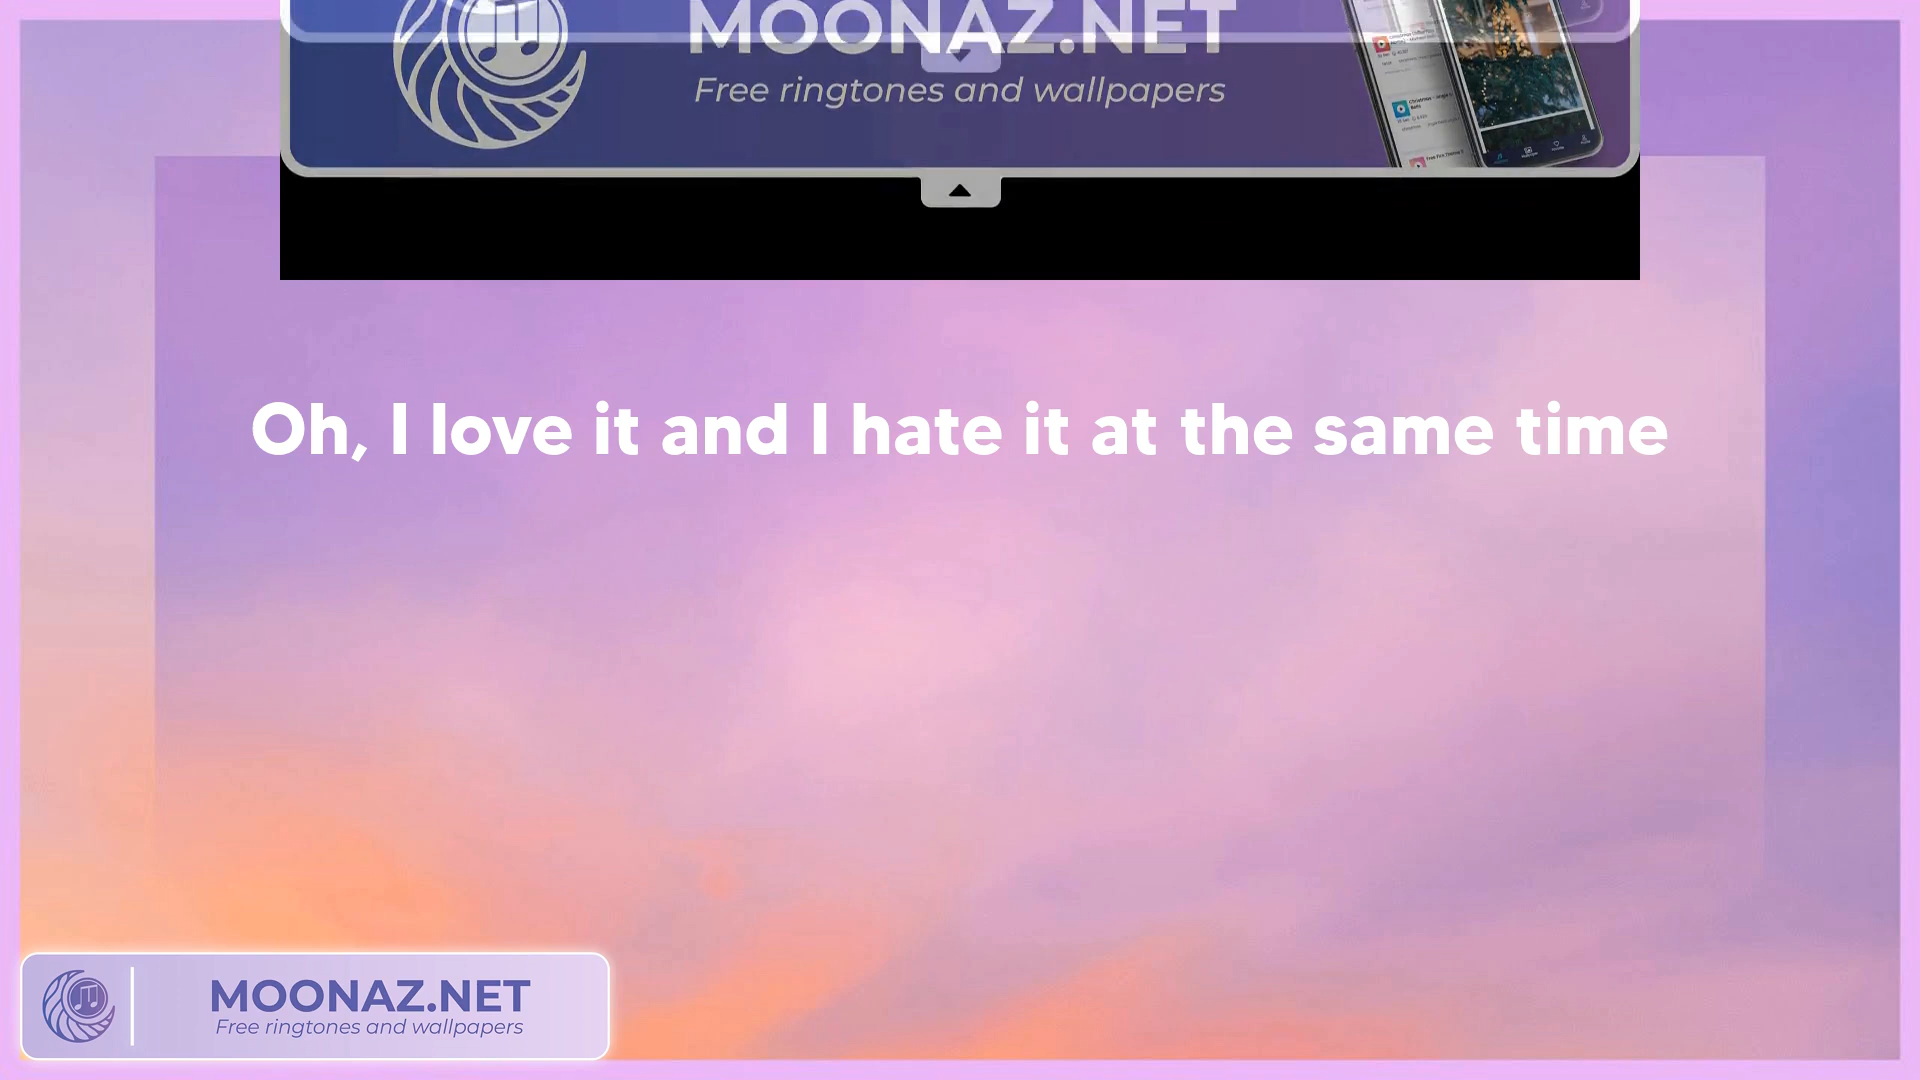 MOONAZ.NET
Free ringtones and wallpapers
Oh, I love it and I hate it at the same time
MOONAZ.NET
Free ringtones and wallpapers